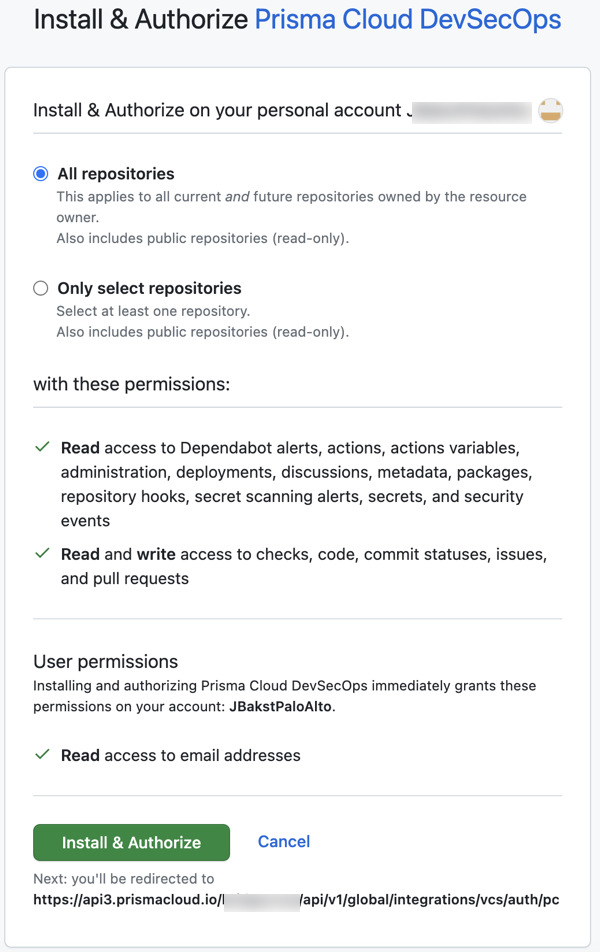 Install & Authorize Prisma Cloud DevSecOps
Install & Authorize on your personal account
All repositories
This applies to all current and future repositories owned by the resource
owner.
Also includes public repositories (read-only).
Only select repositories
Select at least one repository.
Also includes public repositories (read-only).
with these permissions:
Read access to Dependabot alerts, actions, actions variables,
administration, deployments, discussions, metadata, packages,
repository hooks, secret scanning alerts, secrets, and security
events
Read and write access to checks, code, commit statuses, issues,
and pull requests
User permissions
Installing and authorizing Prisma Cloud DevSecOps immediately grants these
permissions on your account: JBakstPaloAlto.
Read access to email addresses
Install & Authorize
Cancel
Next: you'll be redirected to
https://api3.prismacloud.io/ /api/v1/global/integrations/vcs/auth/pc